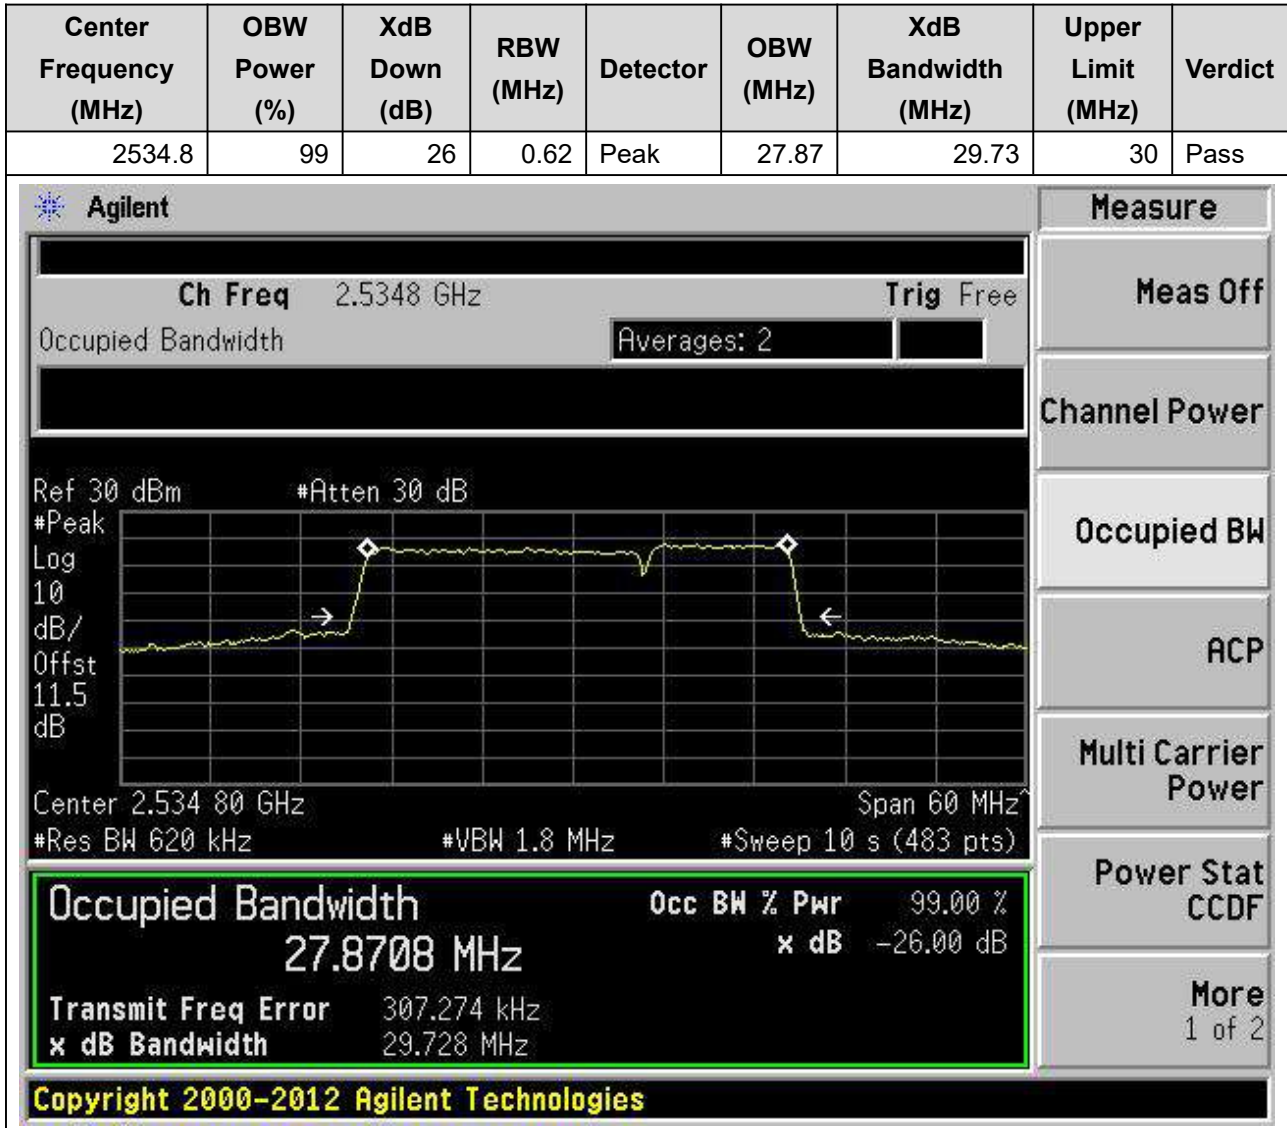 Center Frequency (MHz) OBW Power (%) XdB Down (dB) RBW (MHz) Detector OBW (MHz) XdB Bandwidth (MHz) Upper Limit (MHz) Verdict
2534.8 99 26 0.62 Peak 27.87 29.73 30 Pass
Agilent
Measure
Ch Freq 2.5348 GHz Trig Free
Meas Off
Occupied Bandwidth Averages: 2
Channel Power
Ref 30 dBm #Atten 30 dB
#Peak
Log
10
dB/
Offst
11.5
dB
Occupied BW
ACP
Center 2.534 80 GHz Span 60 MHz^
#Res BW 620 kHz #VBW 1.8 MHz #Sweep 10 s (483 pts)
Multi Carrier
Power
Occupied Bandwidth Occ BW % Pwr 99.00 %
27.8708 MHz x dB -26.00 dB
Power Stat
CCDF
Transmit Freq Error 307.274 kHz
x dB Bandwidth 29.728 MHz
More
1 of 2
Copyright 2000-2012 Agilent Technologies